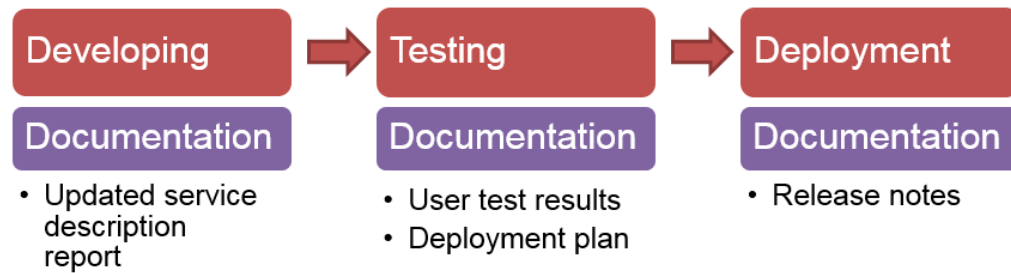 Developing
Testing
Deployment
Documentation
Documentation
Documentation
• Updated service
description
report
• User test results
• Deployment plan
• Release notes